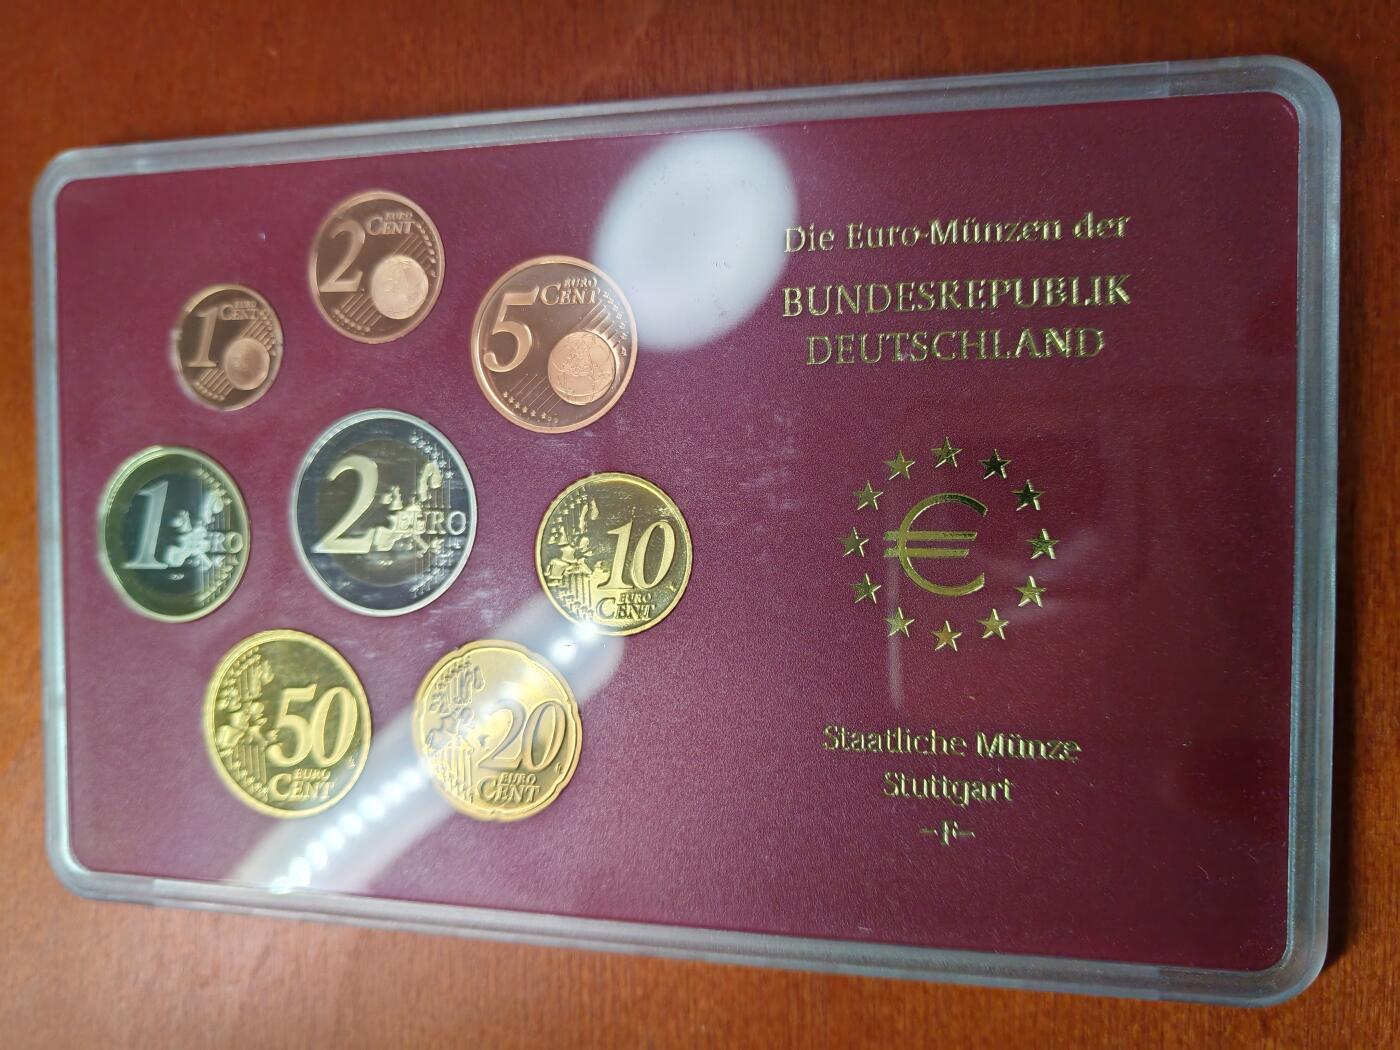 Die Euro-Münzen der
BUNDESREPUBLIK
DEUTSCHLAND
€
Staatliche Münze
Stuttgart
-F-
1 EURO CENT
2 EURO CENT
5 EURO CENT
1 EURO
2 EURO
10 EURO CENT
50 EURO CENT
20 EURO CENT